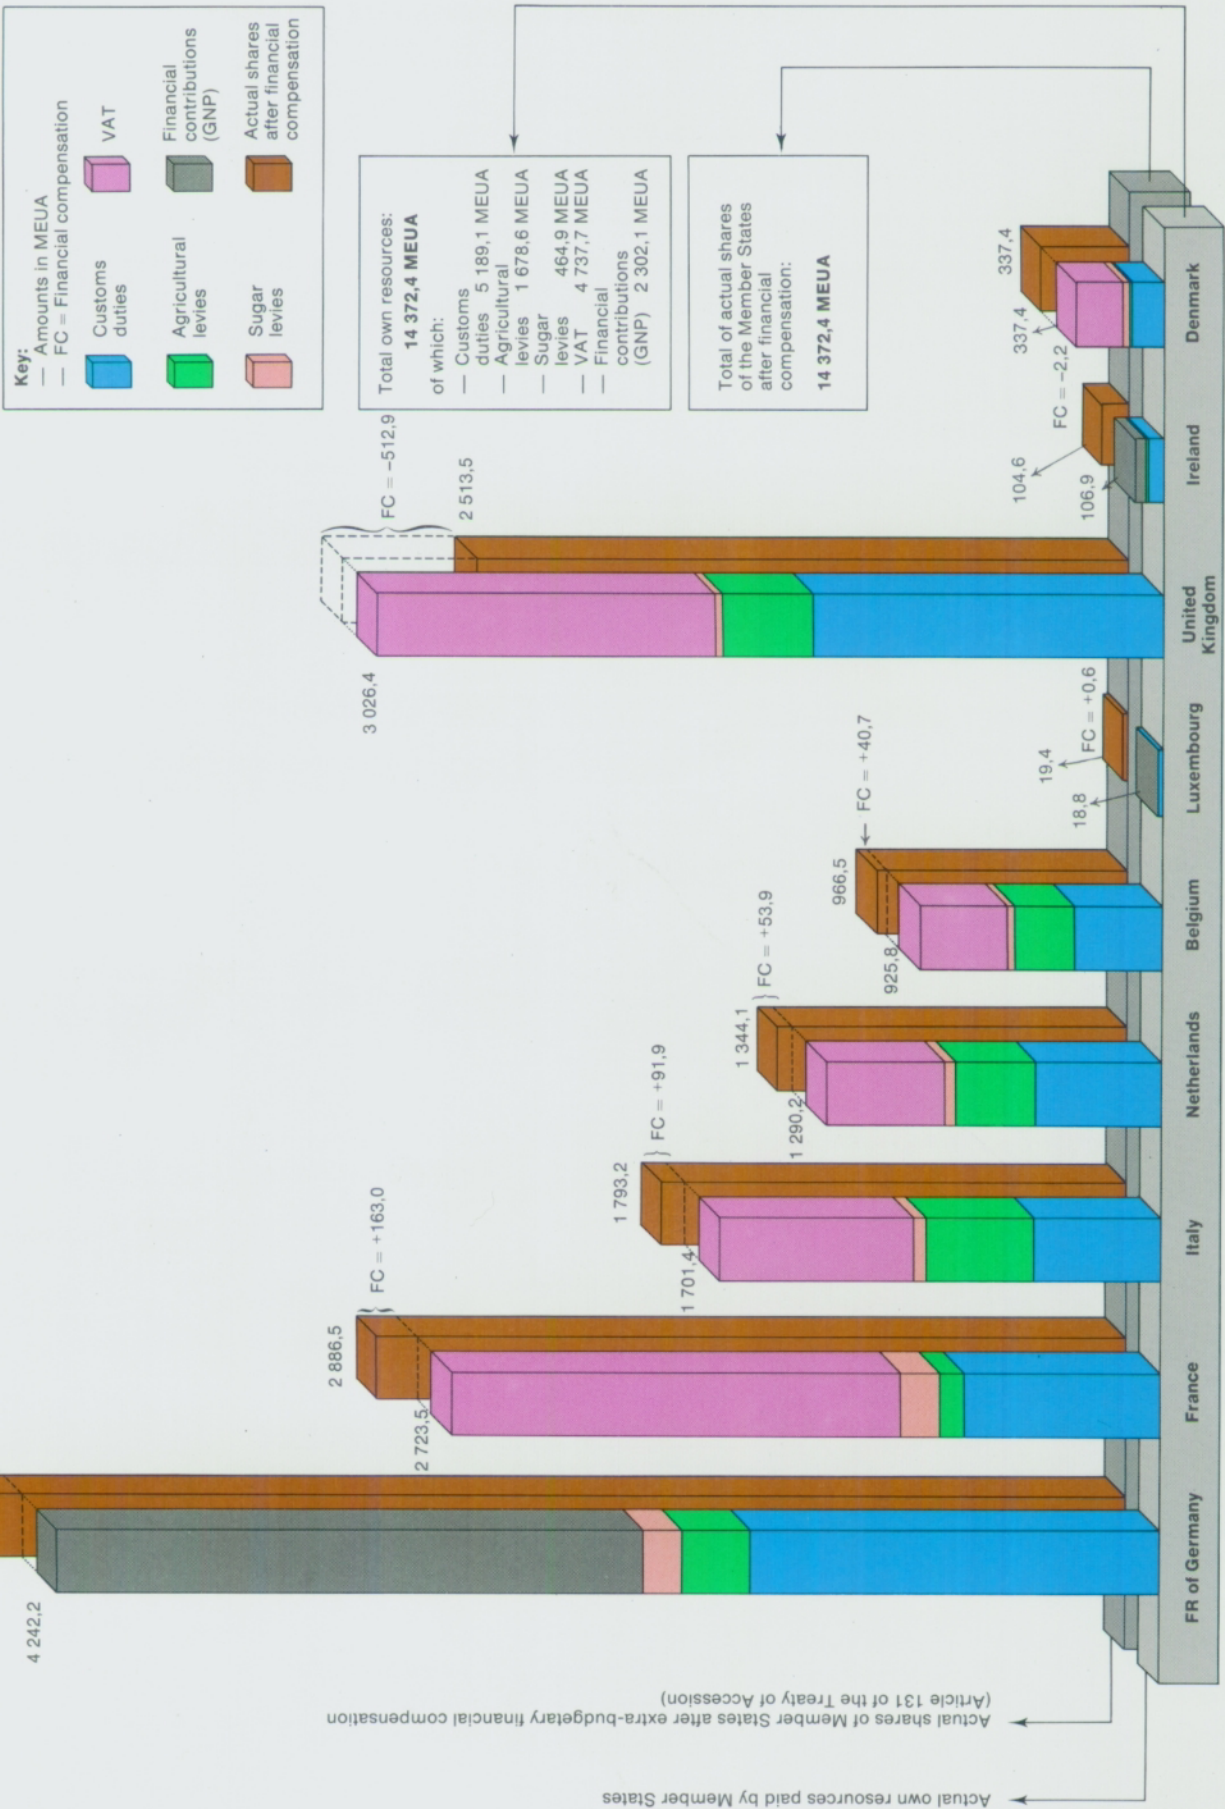 Key:
— Amounts in MEUA
— FC = Financial compensation
Customs
duties
VAT
Agricultural
levies
Financial
contributions
(GNP)
Sugar
levies
Actual shares
after financial
compensation
Total own resources:
14 372,4 MEUA
of which:
— Customs
duties 5 189,1 MEUA
— Agricultural
levies 1 678,6 MEUA
— Sugar
levies 464,9 MEUA
— VAT 4 737,7 MEUA
— Financial
contributions
(GNP) 2 302,1 MEUA
Total of actual shares
of the Member States
after financial
compensation:
14 372,4 MEUA
4 242,2
2 886,5
FC = +163,0
2 723,5
1 793,2
FC = +91,9
1 701,4
1 344,1
FC = +53,9
1 290,2
966,5
FC = +40,7
925,8
19,4
FC = +0,6
18,8
3 026,4
FC = −512,9
2 513,5
104,6
FC = −2,2
106,9
337,4
337,4
FR of Germany
France
Italy
Netherlands
Belgium
Luxembourg
United
Kingdom
Ireland
Denmark
Actual shares of Member States after extra-budgetary financial compensation
(Article 131 of the Treaty of Accession)
Actual own resources paid by Member States